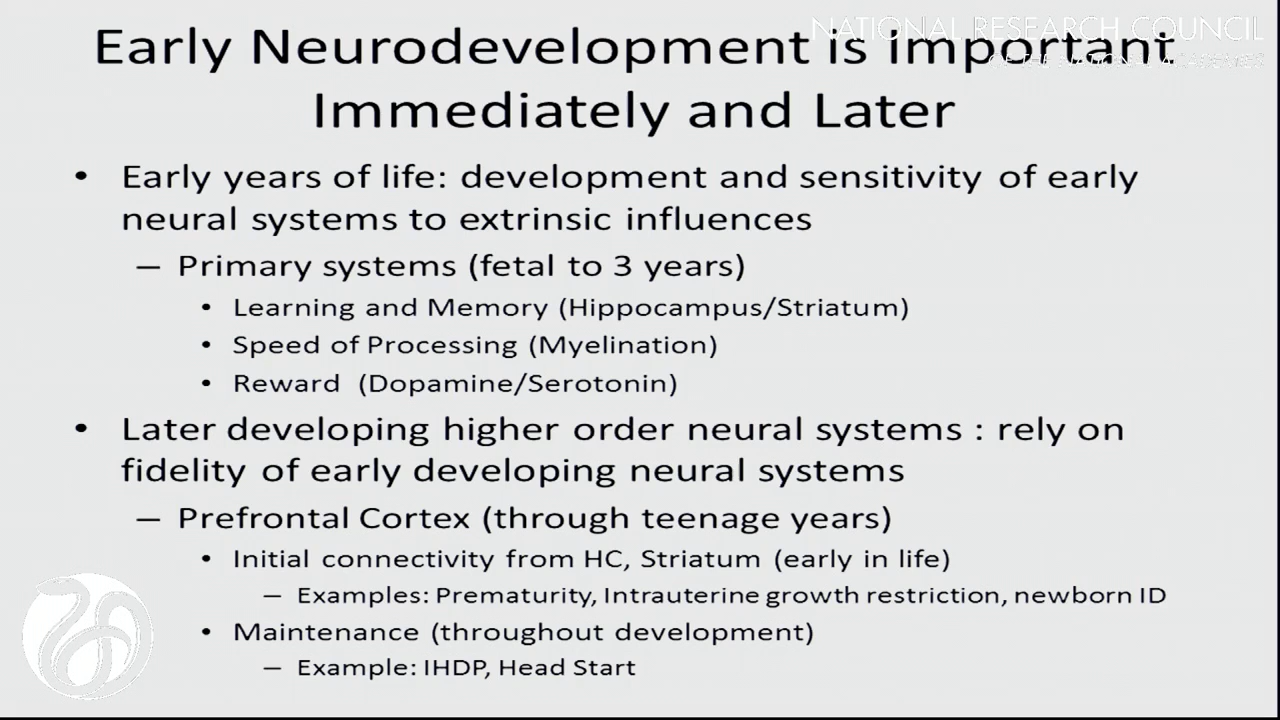 NATIONAL RESEARCH COUNCIL
OF THE NATIONAL ACADEMIES
Early Neurodevelopment is Important
Immediately and Later
• Early years of life: development and sensitivity of early
neural systems to extrinsic influences
– Primary systems (fetal to 3 years)
• Learning and Memory (Hippocampus/Striatum)
• Speed of Processing (Myelination)
• Reward (Dopamine/Serotonin)
• Later developing higher order neural systems : rely on
fidelity of early developing neural systems
– Prefrontal Cortex (through teenage years)
• Initial connectivity from HC, Striatum (early in life)
– Examples: Prematurity, Intrauterine growth restriction, newborn ID
• Maintenance (throughout development)
– Example: IHDP, Head Start